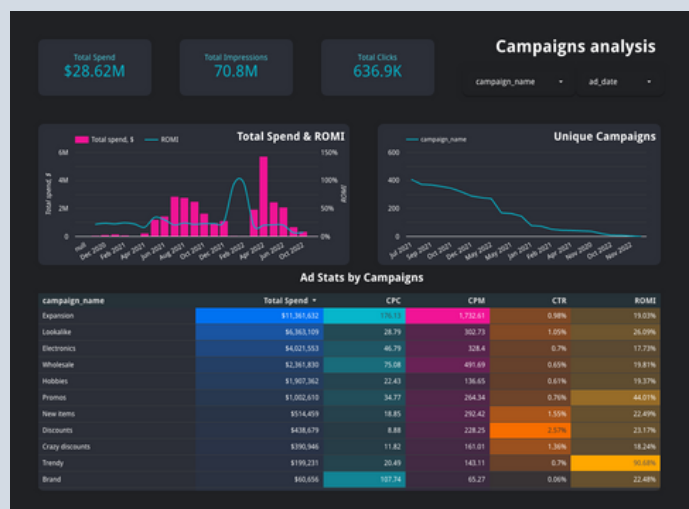 Total Spend
$28.62M
Total Impressions
70.8M
Total Clicks
636.9K
Campaigns analysis
campaign_name
ad_date
Total spend, $ ROMI
Total Spend & ROMI
6M
4M
2M
0
150%
100%
50%
0%
Total spend, $
ROMI
null Dec 2020 Feb 2021 Apr 2021 Jun 2021 Aug 2021 Oct 2021 Dec 2021 Feb 2022 Apr 2022 Jun 2022 Oct 2022
campaign_name
Unique Campaigns
600
400
200
0
Jul 2021 Sep 2021 Oct 2021 Dec 2021 May 2022 May 2022 May 2021 Jan 2021 Feb 2021 Apr 2021 Nov 2020 Oct 2022 Nov 2022
Ad Stats by Campaigns
campaign_name Total Spend CPC CPM CTR ROMI
Expansion $11,361,632 176.13 1,732.61 0.98% 19.03%
Lookalike $6,363,109 28.79 302.73 1.05% 26.09%
Electronics $4,021,553 46.79 328.4 0.7% 17.73%
Wholesale $2,361,830 75.08 491.69 0.65% 19.81%
Hobbies $1,907,362 22.43 136.65 0.61% 19.37%
Promos $1,002,610 34.77 264.34 0.76% 44.01%
New items $514,459 18.85 292.42 1.55% 22.49%
Discounts $438,679 8.88 228.25 2.57% 23.17%
Crazy discounts $390,946 11.82 161.01 1.36% 18.24%
Trendy $199,231 20.49 143.11 0.7% 90.68%
Brand $60,656 107.74 65.27 0.06% 22.48%